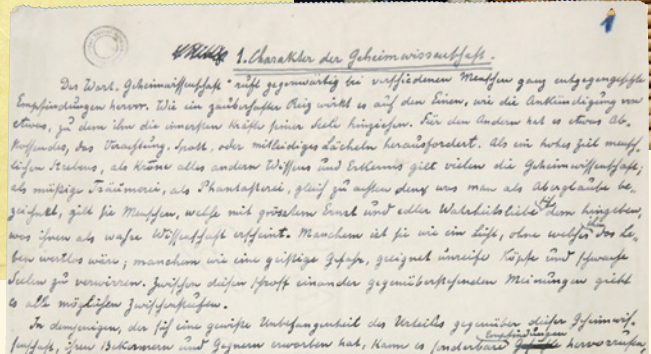 1
1. Charakter der Geheimwissenschaft.
Das Wort „Geheimwissenschaft" ruft gegenwärtig bei verschiedenen Menschen ganz entgegengesetzte
Empfindungen hervor. Wie ein zauberhafter Reiz wirkt es auf den Einen, wie die Ankündigung von
etwas, zu dem ihn die innersten Kräfte seiner Seele hinziehen. Für den Andern hat es etwas Ab-
stoßendes, das Verachtung, Spott, oder mitleidiges Lächeln herausfordert. Als ein hohes Ziel mensch-
lichen Strebens, als Krone alles andern Wissens und Erkennens gilt vielen die Geheimwissenschaft;
als müßige Träumerei, als Phantasterei, gleich zu achten dem, was man als Aberglaube be-
zeichnet, gilt sie Menschen, welche mit größtem Ernst und edler Wahrheitsliebe sich dem hingeben,
was ihnen als wahre Wissenschaft erscheint. Manchem ist sie wie ein Licht, ohne welches ihm das Le-
ben wertlos wäre; manchem wie eine geistige Gefahr, geeignet unreife Köpfe und schwache
Seelen zu verwirren. Zwischen diesen schroff einander gegenüberstehenden Meinungen giebt
es alle möglichen Zwischenstufen.
In demjenigen, der sich eine gewisse Unbefangenheit des Urteiles gegenüber dieser Geheimwis-
senschaft, ihren Bekennern und Gegnern erworben hat, kann es sonderbare Empfindungen hervorrufen,